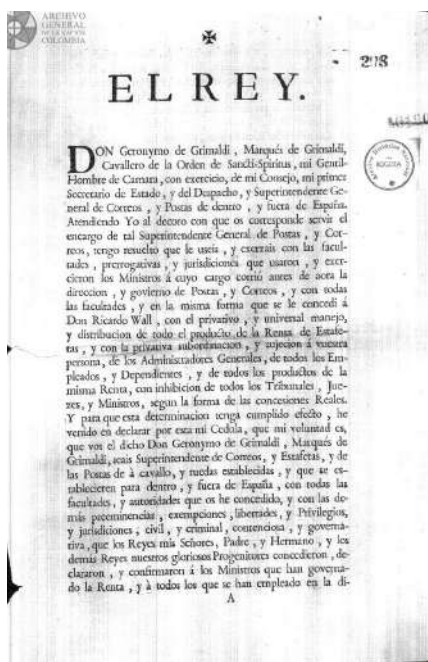 ARCHIVO
GENERAL
DE LA NACIÓN
COLOMBIA
298
EL REY.
BOGOTA
DON Geronymo de Grimaldi, Marqués de Grimaldi,
Cavallero de la Orden de Sancti-Spiritus, mi Gentil-
Hombre de Camara, con exercicio, de mi Consejo, mi primer
Secretario de Estado, y del Despacho, y Superintendente Ge-
neral de Correos, y Postas de dentro, y fuera de España.
Atendiendo Yo al decoro con que os corresponde servir el
encargo de tal Superintendente General de Postas, y Cor-
reos, tengo resuelto que le useis, y exerzais con las facul-
tades, prerrogativas, y jurisdiccion que usaron, y exer-
cieron los Ministros à cuyo cargo corriò antes de aora la
direccion, y govierno de Postas, y Correos, y con todas
las facultades, y en la misma forma que se le concediò à
Don Ricardo Wall, con el privativo, y universal manejo,
y distribucion de todo el producto de la Renta de Estafe-
tas, y con la privativa subordinacion, y sujecion à vuestra
persona, de los Administradores Generales, de todos los Em-
pleados, y Dependientes, y de todos los productos de la
misma Renta, con inhibicion de todos los Tribunales, Jue-
zes, y Ministros, segun la forma de las concesiones Reales.
Y para que esta determinacion tenga cumplido efecto, he
venido en declarar por esta mi Cedula, que mi voluntad es,
que vos el dicho Don Geronymo de Grimaldi, Marqués de
Grimaldi, seais Superintendente de Correos, y Estafetas, y de
las Postas de à cavallo, y ruedas establecidas, y que se es-
tablecieren para dentro, y fuera de España, con todas las
facultades, y autoridades que os he concedido, y con las de-
más preeminencias, exempciones, libertades, y Privilegios,
y jurisdiciones, civil, y criminal, contenciosa, y governa-
tiva, que los Reyes mis Señores, Padre, y Hermano, y los
demás Reyes nuestros gloriosos Progenitores concedieron, de-
clararon, y confirmaron à los Ministros que han governa-
do la Renta, y à todos los que se han empleado en la di-
A